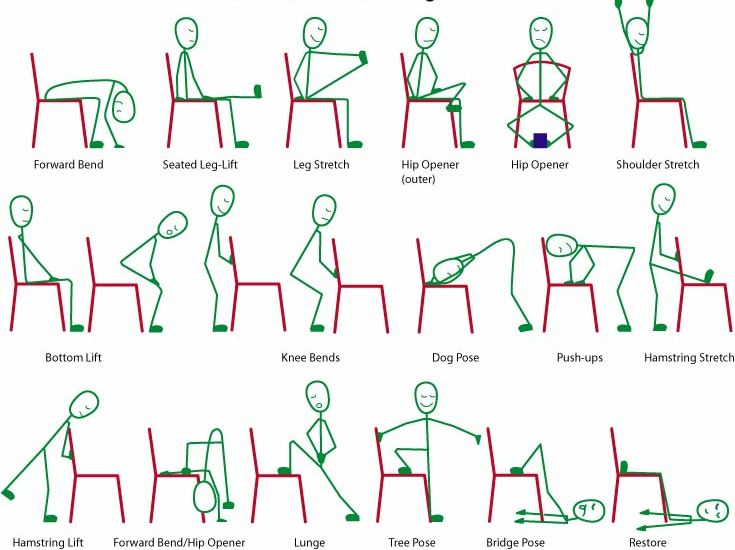 Forward Bend
Seated Leg-Lift
Leg Stretch
Hip Opener
(outer)
Hip Opener
Shoulder Stretch
Bottom Lift
Knee Bends
Dog Pose
Push-ups
Hamstring Stretch
Hamstring Lift
Forward Bend/Hip Opener
Lunge
Tree Pose
Bridge Pose
Restore